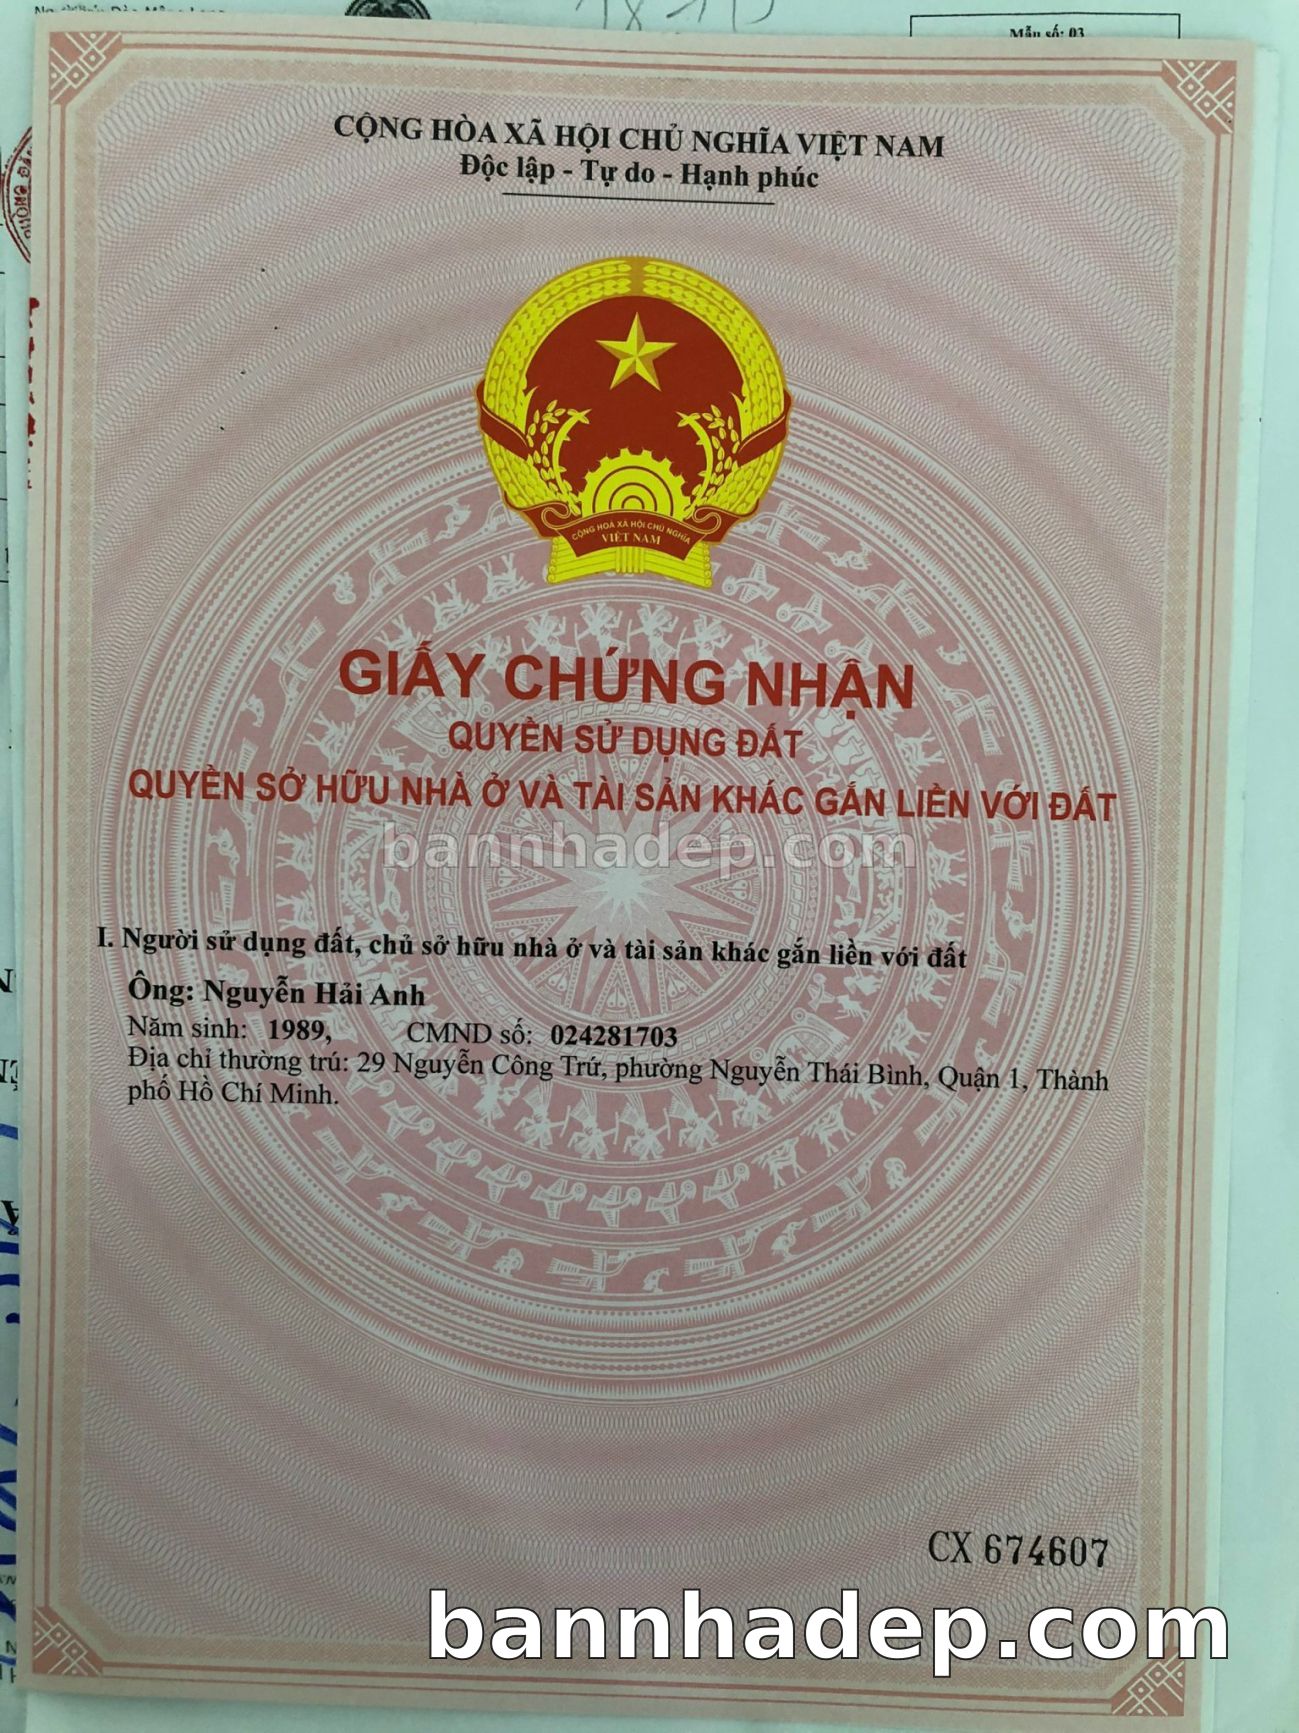 Mẫu số: 03
CỘNG HÒA XÃ HỘI CHỦ NGHĨA VIỆT NAM
Độc lập - Tự do - Hạnh phúc
CỘNG HOÀ XÃ HỘI CHỦ NGHĨA
VIỆT NAM
GIẤY CHỨNG NHẬN
QUYỀN SỬ DỤNG ĐẤT
QUYỀN SỞ HỮU NHÀ Ở VÀ TÀI SẢN KHÁC GẮN LIỀN VỚI ĐẤT
bannhadep.com
I. Người sử dụng đất, chủ sở hữu nhà ở và tài sản khác gắn liền với đất
Ông: Nguyễn Hải Anh
Năm sinh: 1989, CMND số: 024281703
Địa chỉ thường trú: 29 Nguyễn Công Trứ, phường Nguyễn Thái Bình, Quận 1, Thành
phố Hồ Chí Minh.
CX 674607
bannhadep.com